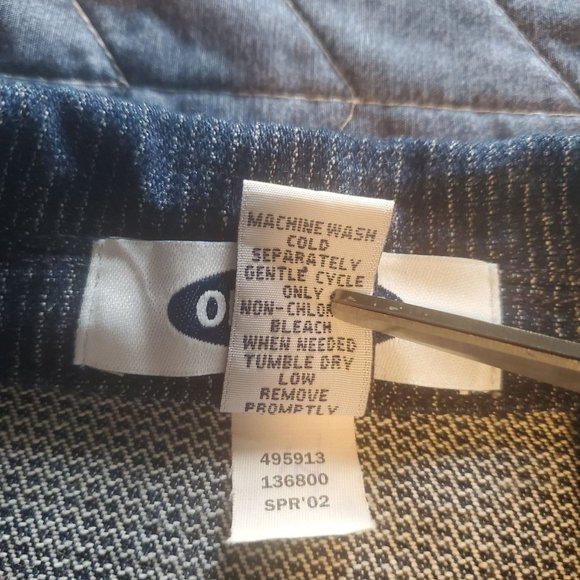 MACHINE WASH
COLD
SEPARATELY
GENTLE CYCLE
ONLY
BLEACH
WHEN NEEDED
TUMBLE DRY
LOW
REMOVE
PROMPTLY
495913
136800
SPR'02